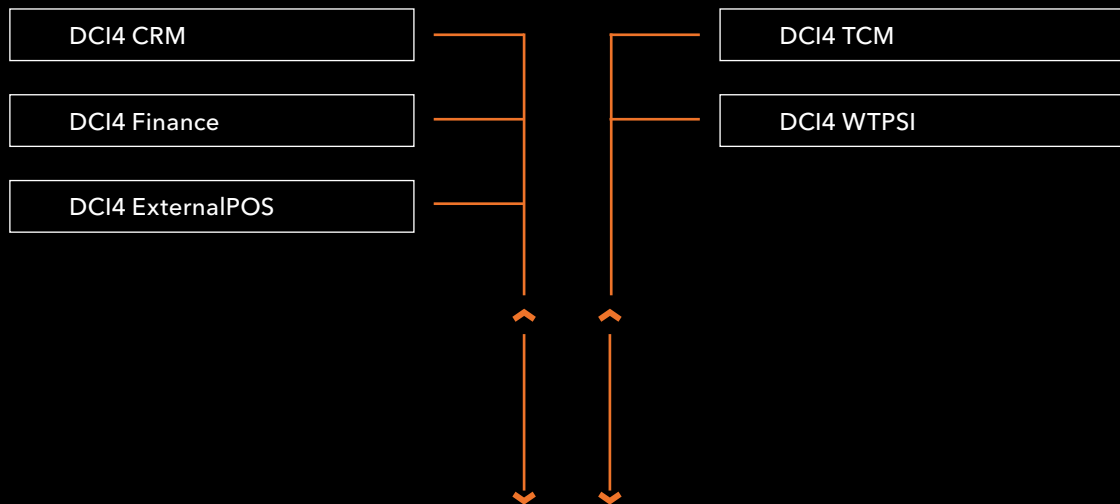 DCI4 CRM
DCI4 Finance
DCI4 ExternalPOS
DCI4 TCM
DCI4 WTPSI